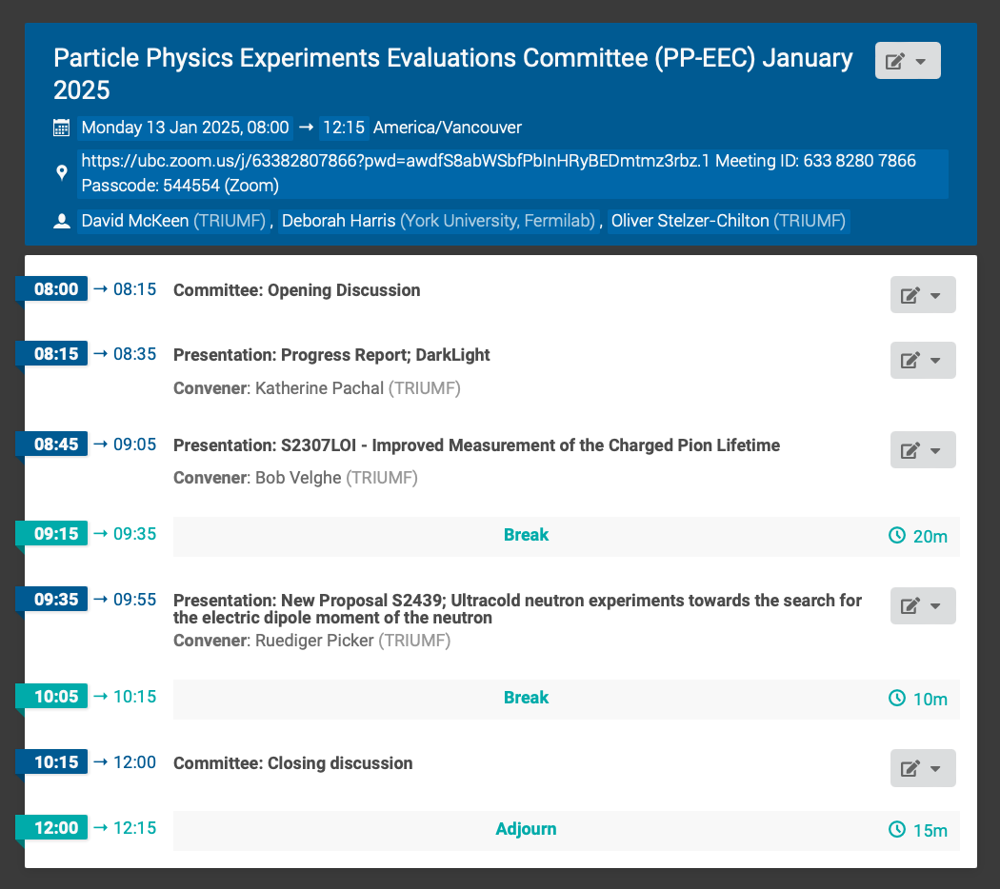 Particle Physics Experiments Evaluations Committee (PP-EEC) January
2025
Monday 13 Jan 2025, 08:00 → 12:15 America/Vancouver
https://ubc.zoom.us/j/63382807866?pwd=awdfS8abWSbfPbInHRyBEDmtmz3rbz.1 Meeting ID: 633 8280 7866
Passcode: 544554 (Zoom)
David McKeen (TRIUMF) , Deborah Harris (York University, Fermilab) , Oliver Stelzer-Chilton (TRIUMF)
08:00 → 08:15 Committee: Opening Discussion
08:15 → 08:35 Presentation: Progress Report; DarkLight
Convener: Katherine Pachal (TRIUMF)
08:45 → 09:05 Presentation: S2307LOI - Improved Measurement of the Charged Pion Lifetime
Convener: Bob Velghe (TRIUMF)
09:15 → 09:35 Break 20m
09:35 → 09:55 Presentation: New Proposal S2439; Ultracold neutron experiments towards the search for
the electric dipole moment of the neutron
Convener: Ruediger Picker (TRIUMF)
10:05 → 10:15 Break 10m
10:15 → 12:00 Committee: Closing discussion
12:00 → 12:15 Adjourn 15m